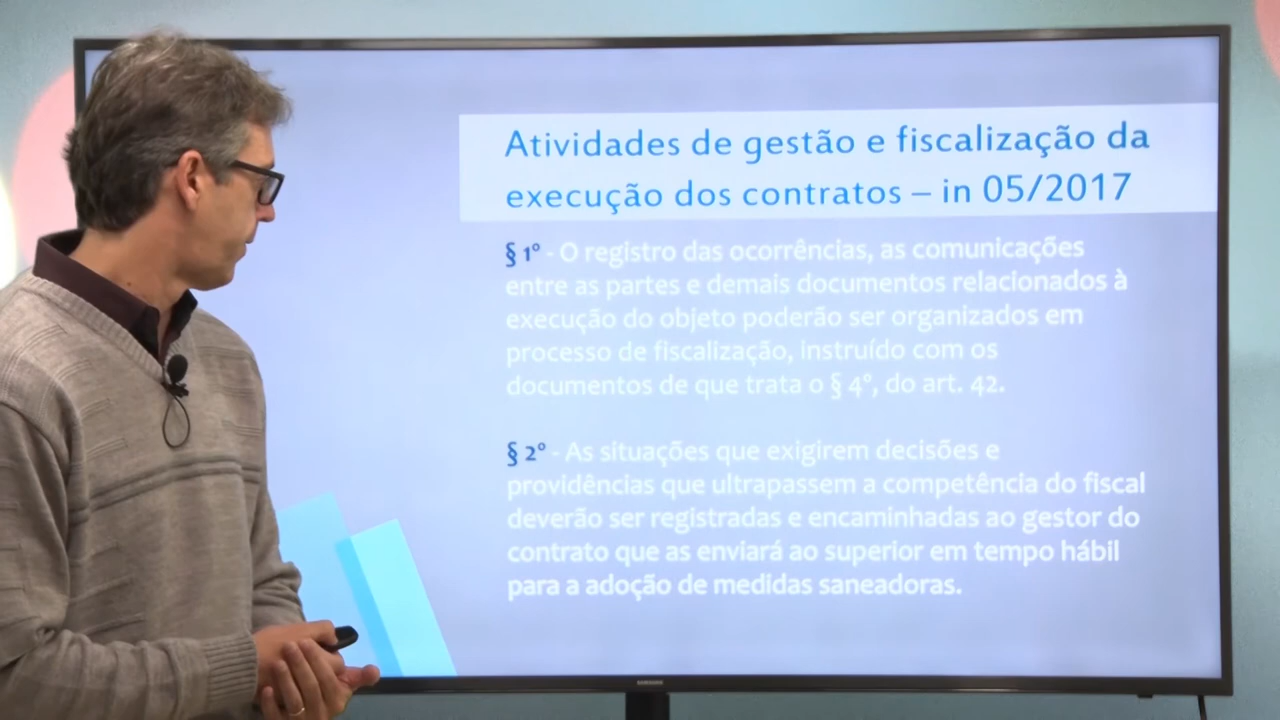 Atividades de gestão e fiscalização da
execução dos contratos – in 05/2017
§ 1º - O registro das ocorrências, as comunicações
entre as partes e demais documentos relacionados à
execução do objeto poderão ser organizados em
processo de fiscalização, instruído com os
documentos de que trata o § 4º, do art. 42.
§ 2º - As situações que exigirem decisões e
providências que ultrapassem a competência do fiscal
deverão ser registradas e encaminhadas ao gestor do
contrato que as enviará ao superior em tempo hábil
para a adoção de medidas saneadoras.
SAMSUNG